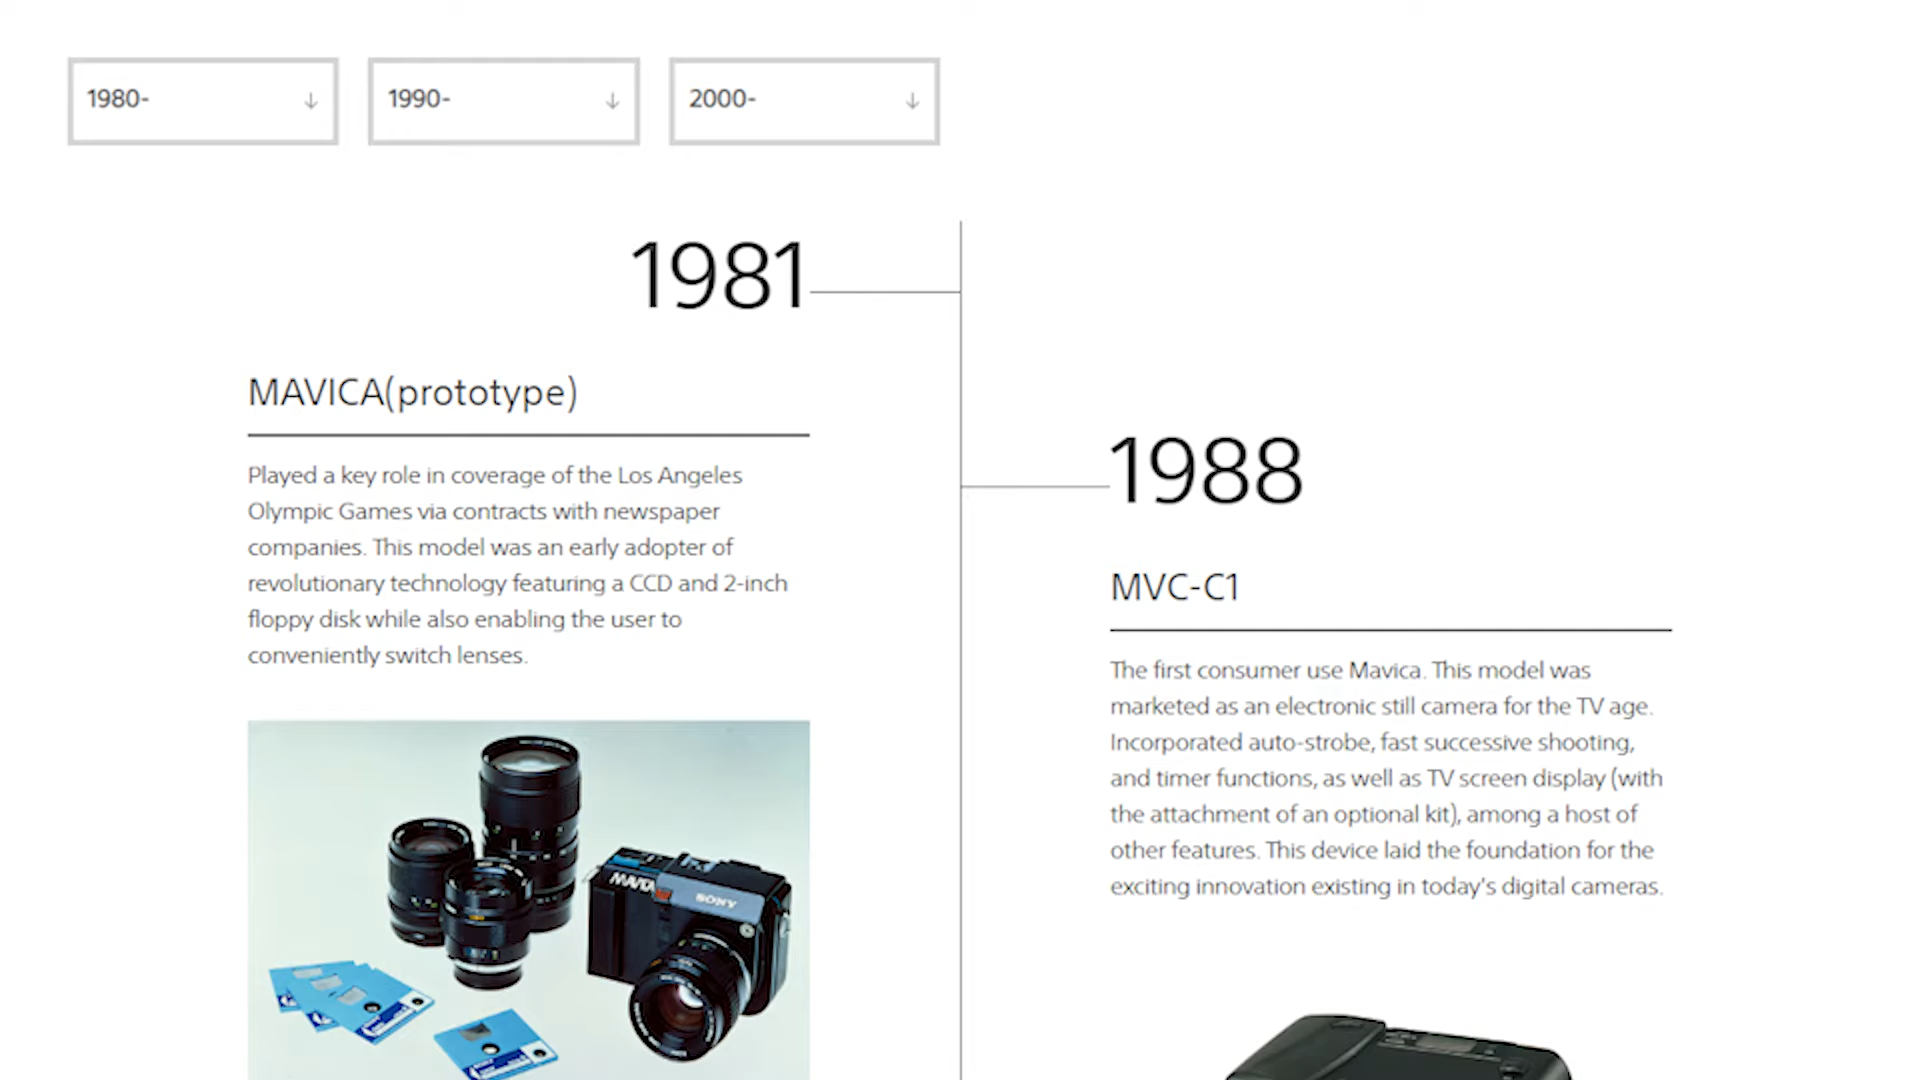 1980-
1990-
2000-
1981
MAVICA(prototype)
Played a key role in coverage of the Los Angeles
Olympic Games via contracts with newspaper
companies. This model was an early adopter of
revolutionary technology featuring a CCD and 2-inch
floppy disk while also enabling the user to
conveniently switch lenses.
MAVICA
SONY
1988
MVC-C1
The first consumer use Mavica. This model was
marketed as an electronic still camera for the TV age.
Incorporated auto-strobe, fast successive shooting,
and timer functions, as well as TV screen display (with
the attachment of an optional kit), among a host of
other features. This device laid the foundation for the
exciting innovation existing in today's digital cameras.